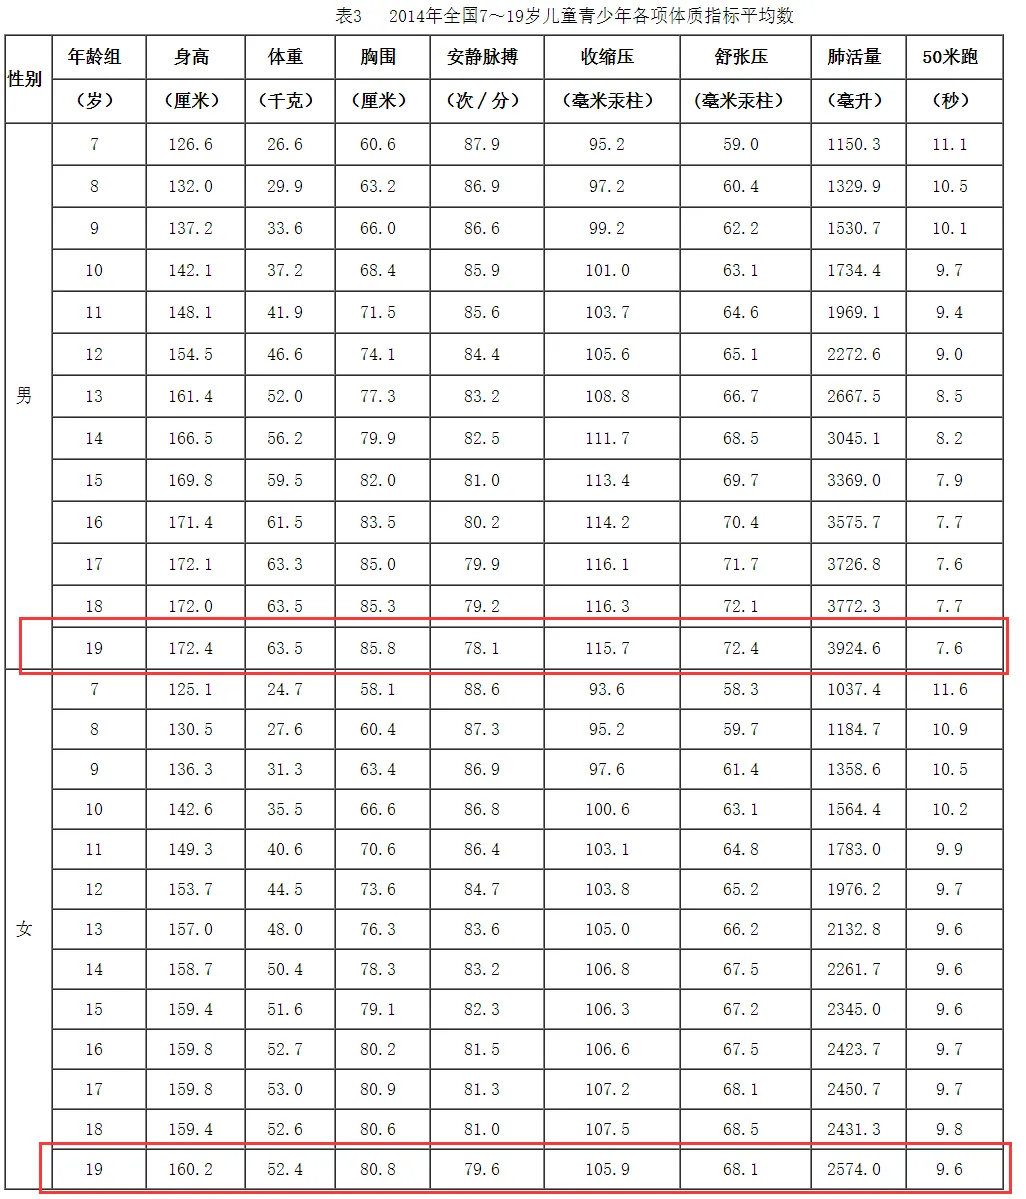 表3 2014年全国7～19岁儿童青少年各项体质指标平均数
性别 年龄组 身高 体重 胸围 安静脉搏 收缩压 舒张压 肺活量 50米跑
（岁） （厘米） （千克） （厘米） （次／分） （毫米汞柱） (毫米汞柱） （毫升） （秒）
男
7 126.6 26.6 60.6 87.9 95.2 59.0 1150.3 11.1
8 132.0 29.9 63.2 86.9 97.2 60.4 1329.9 10.5
9 137.2 33.6 66.0 86.6 99.2 62.2 1530.7 10.1
10 142.1 37.2 68.4 85.9 101.0 63.1 1734.4 9.7
11 148.1 41.9 71.5 85.6 103.7 64.6 1969.1 9.4
12 154.5 46.6 74.1 84.4 105.6 65.1 2272.6 9.0
13 161.4 52.0 77.3 83.2 108.8 66.7 2667.5 8.5
14 166.5 56.2 79.9 82.5 111.7 68.5 3045.1 8.2
15 169.8 59.5 82.0 81.0 113.4 69.7 3369.0 7.9
16 171.4 61.5 83.5 80.2 114.2 70.4 3575.7 7.7
17 172.1 63.3 85.0 79.9 116.1 71.7 3726.8 7.6
18 172.0 63.5 85.3 79.2 116.3 72.1 3772.3 7.7
19 172.4 63.5 85.8 78.1 115.7 72.4 3924.6 7.6
女
7 125.1 24.7 58.1 88.6 93.6 58.3 1037.4 11.6
8 130.5 27.6 60.4 87.3 95.2 59.7 1184.7 10.9
9 136.3 31.3 63.4 86.9 97.6 61.4 1358.6 10.5
10 142.6 35.5 66.6 86.8 100.6 63.1 1564.4 10.2
11 149.3 40.6 70.6 86.4 103.1 64.8 1783.0 9.9
12 153.7 44.5 73.6 84.7 103.8 65.2 1976.2 9.7
13 157.0 48.0 76.3 83.6 105.0 66.2 2132.8 9.6
14 158.7 50.4 78.3 83.2 106.8 67.5 2261.7 9.6
15 159.4 51.6 79.1 82.3 106.3 67.2 2345.0 9.6
16 159.8 52.7 80.2 81.5 106.6 67.5 2423.7 9.7
17 159.8 53.0 80.9 81.3 107.2 68.1 2450.7 9.7
18 159.4 52.6 80.6 81.0 107.5 68.5 2431.3 9.8
19 160.2 52.4 80.8 79.6 105.9 68.1 2574.0 9.6